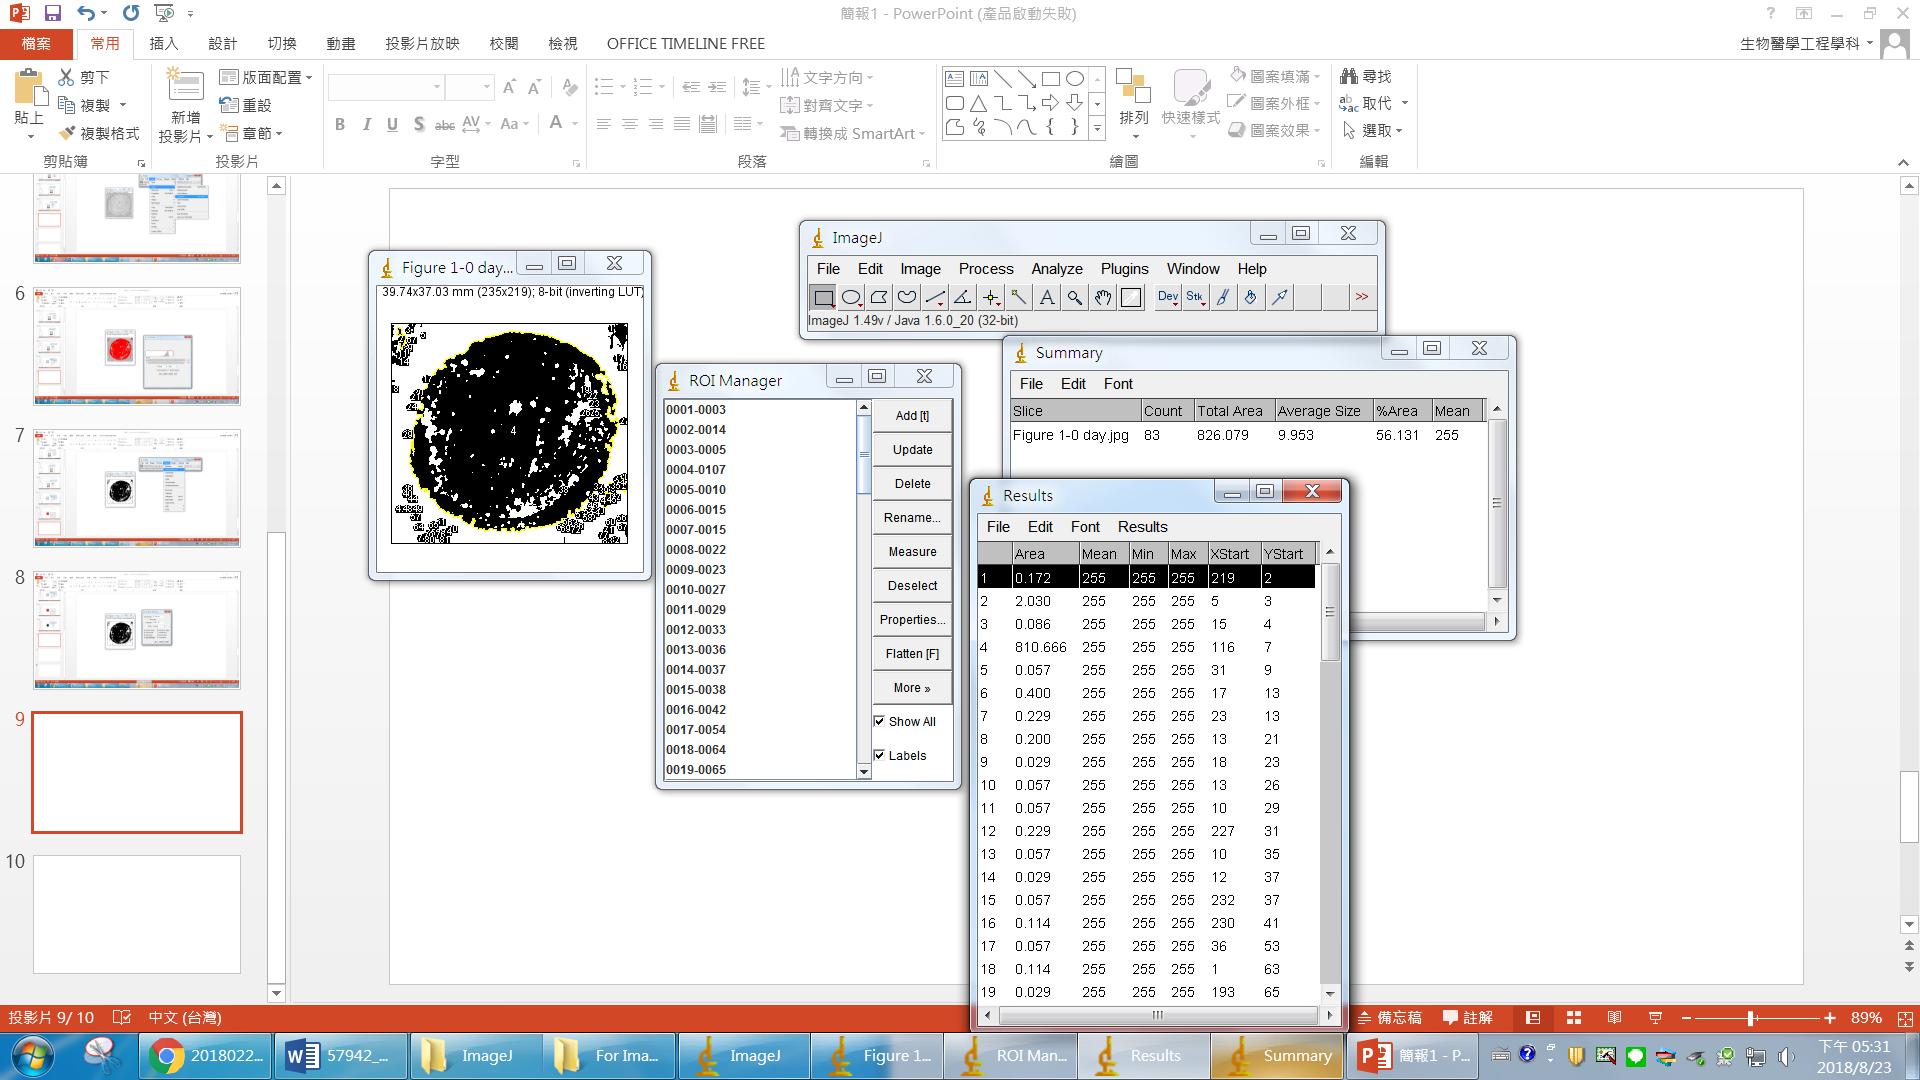 簡報1 - PowerPoint (產品啟動失敗)
檔案 常用 插入 設計 切換 動畫 投影片放映 校閱 檢視 OFFICE TIMELINE FREE 生物醫學工程學科
貼上 剪下 複製 複製格式 剪貼簿
新增投影片 版面配置 重設 章節 投影片
B I U S abc AV Aa A 字型
文字方向 對齊文字 轉換成 SmartArt 段落
排列 快速樣式 圖案填滿 圖案外框 圖案效果 繪圖
尋找 取代 選取 編輯
6
7
8
9
10
Figure 1-0 day...
39.74x37.03 mm (235x219); 8-bit (inverting LUT)
4
ImageJ
File Edit Image Process Analyze Plugins Window Help
Dev Stk >>
ImageJ 1.49v / Java 1.6.0_20 (32-bit)
ROI Manager
0001-0003
0002-0014
0003-0005
0004-0107
0005-0010
0006-0015
0007-0015
0008-0022
0009-0023
0010-0027
0011-0029
0012-0033
0013-0036
0014-0037
0015-0038
0016-0042
0017-0054
0018-0064
0019-0065
Add [t]
Update
Delete
Rename...
Measure
Deselect
Properties...
Flatten [F]
More »
Show All
Labels
Summary
File Edit Font
Slice Count Total Area Average Size %Area Mean
Figure 1-0 day.jpg 83 826.079 9.953 56.131 255
Results
File Edit Font Results
Area Mean Min Max XStart YStart
1 0.172 255 255 255 219 2
2 2.030 255 255 255 5 3
3 0.086 255 255 255 15 4
4 810.666 255 255 255 116 7
5 0.057 255 255 255 31 9
6 0.400 255 255 255 17 13
7 0.229 255 255 255 23 13
8 0.200 255 255 255 13 21
9 0.029 255 255 255 18 23
10 0.057 255 255 255 13 26
11 0.057 255 255 255 10 29
12 0.229 255 255 255 227 31
13 0.057 255 255 255 10 35
14 0.029 255 255 255 12 37
15 0.057 255 255 255 232 37
16 0.114 255 255 255 230 41
17 0.057 255 255 255 36 53
18 0.114 255 255 255 1 63
19 0.029 255 255 255 193 65
投影片 9/ 10 中文 (台灣) 備忘稿 註解 89%
2018022... 57942_... ImageJ For Ima... ImageJ Figure 1... ROI Man... Results Summary 簡報1 - P...
下午 05:31
2018/8/23